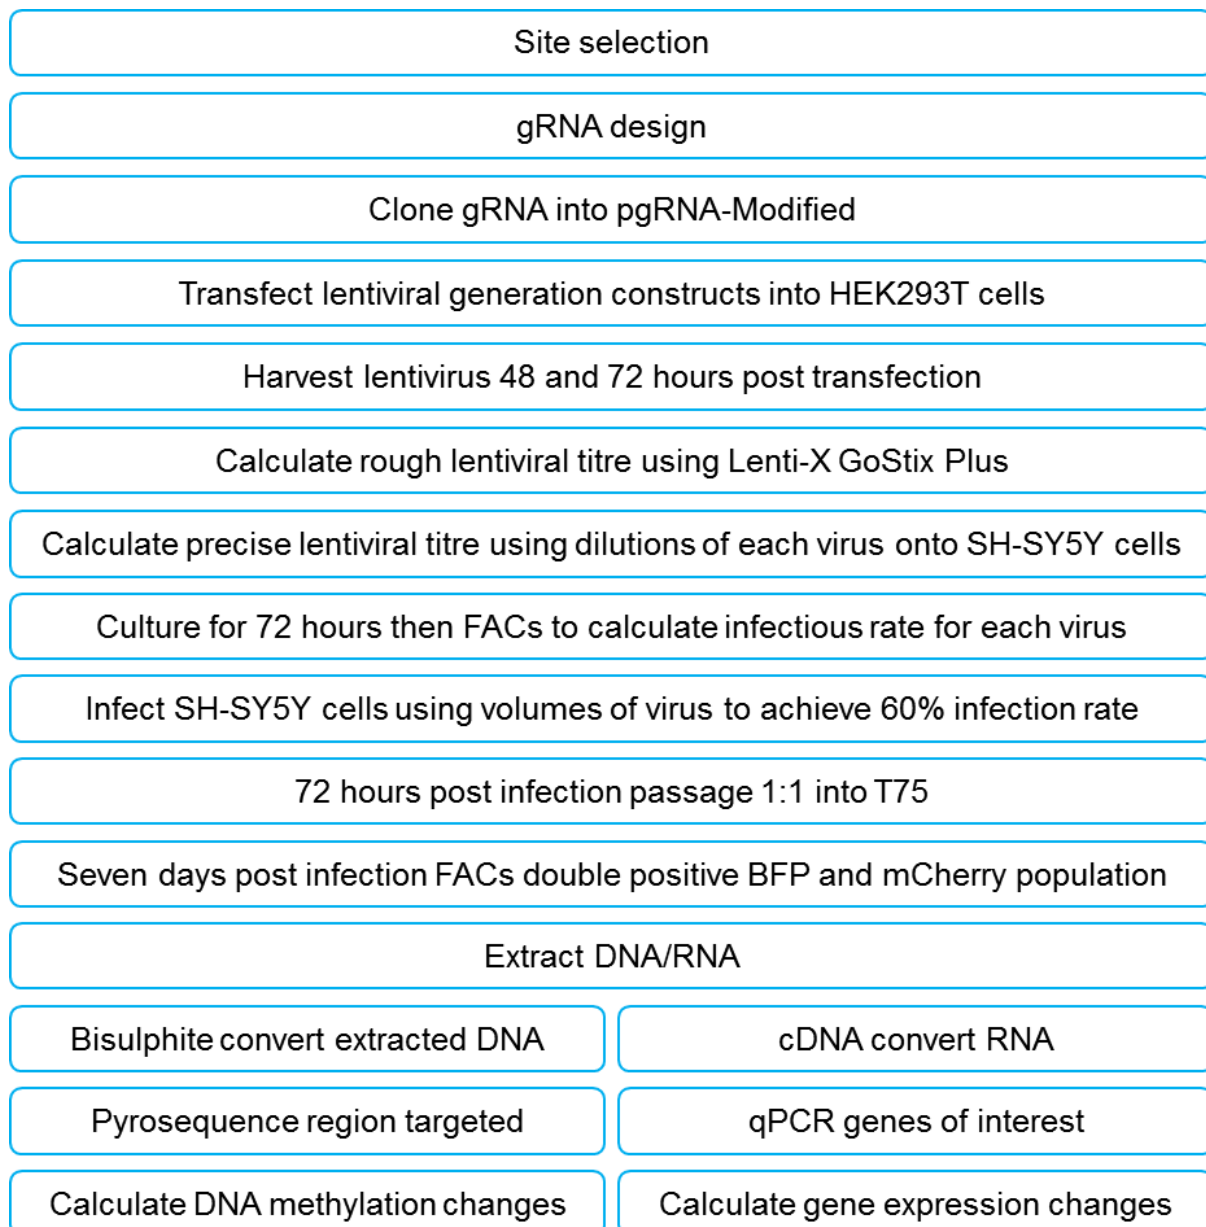 Site selection
gRNA design
Clone gRNA into pgRNA-Modified
Transfect lentiviral generation constructs into HEK293T cells
Harvest lentivirus 48 and 72 hours post transfection
Calculate rough lentiviral titre using Lenti-X GoStix Plus
Calculate precise lentiviral titre using dilutions of each virus onto SH-SY5Y cells
Culture for 72 hours then FACs to calculate infectious rate for each virus
Infect SH-SY5Y cells using volumes of virus to achieve 60% infection rate
72 hours post infection passage 1:1 into T75
Seven days post infection FACs double positive BFP and mCherry population
Extract DNA/RNA
Bisulphite convert extracted DNA
cDNA convert RNA
Pyrosequence region targeted
qPCR genes of interest
Calculate DNA methylation changes
Calculate gene expression changes